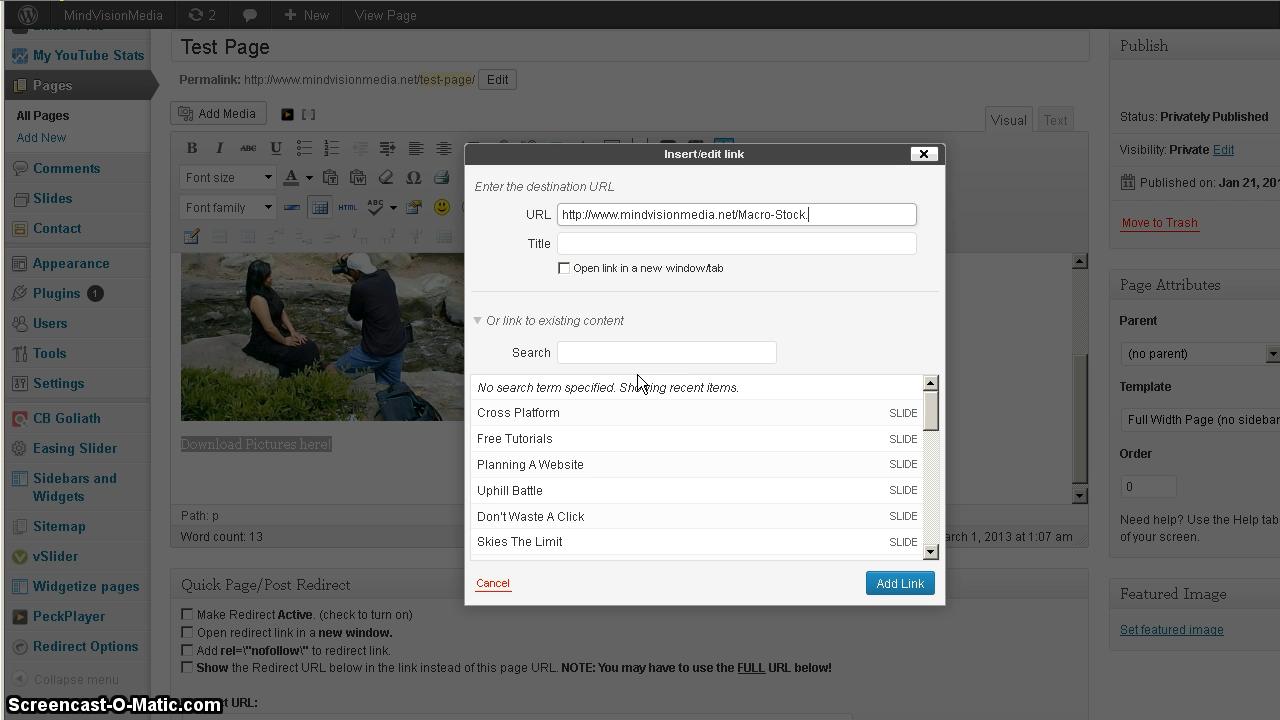 MindVisionMedia 2 New View Page
My YouTube Stats
Pages
All Pages
Add New
Comments
Slides
Contact
Appearance
Plugins 1
Users
Tools
Settings
CB Goliath
Easing Slider
Sidebars and
Widgets
Sitemap
vSlider
Widgetize pages
PeckPlayer
Redirect Options
Collapse menu
Test Page
Permalink: http://www.mindvisionmedia.net/test-page/ Edit
Add Media
Visual Text
B I ABC U
Font size A
Font family HTML ABC
Download Pictures here!
Path: p
Word count: 13
arch 1, 2013 at 1:07 am
Insert/edit link
Enter the destination URL
URL http://www.mindvisionmedia.net/Macro-Stock.
Title
Open link in a new window/tab
Or link to existing content
Search
No search term specified. Showing recent items.
Cross Platform SLIDE
Free Tutorials SLIDE
Planning A Website SLIDE
Uphill Battle SLIDE
Don't Waste A Click SLIDE
Skies The Limit SLIDE
Cancel Add Link
Quick Page/Post Redirect
Make Redirect Active. (check to turn on)
Open redirect link in a new window.
Add rel=\"nofollow\" to redirect link.
Show the Redirect URL below in the link instead of this page URL. NOTE: You may have to use the FULL URL below!
URL:
Publish
Status: Privately Published
Visibility: Private Edit
Published on: Jan 21, 201
Move to Trash
Page Attributes
Parent
(no parent)
Template
Full Width Page (no sidebar
Order
0
Need help? Use the Help tab
of your screen.
Featured Image
Set featured image
Screencast-O-Matic.com